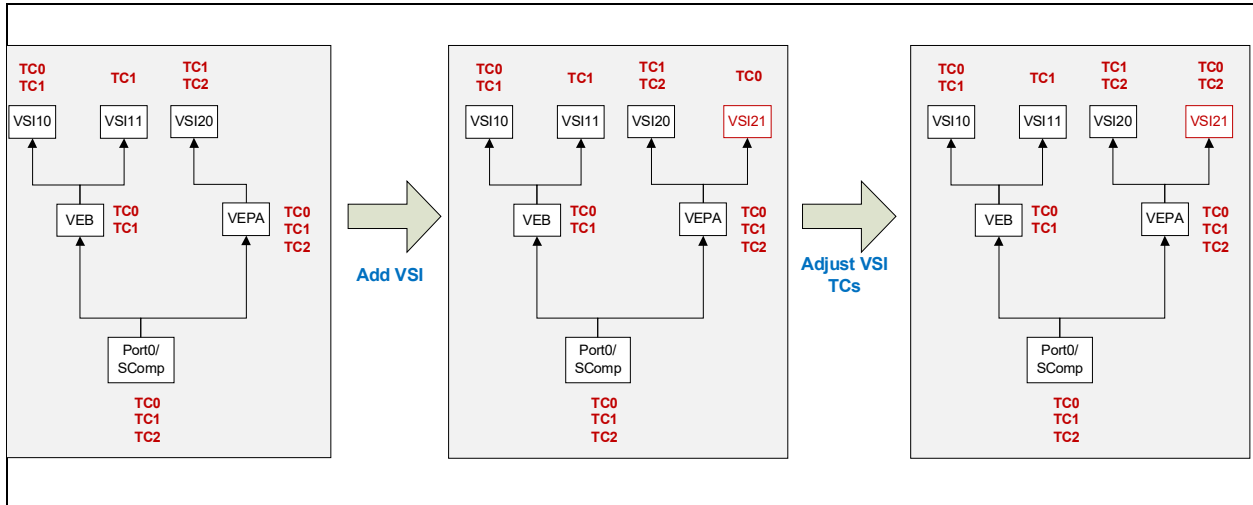 TC0
TC1
TC1
TC1
TC2
VSI10
VSI11
VSI20
VEB
TC0
TC1
VEPA
TC0
TC1
TC2
Port0/
SComp
TC0
TC1
TC2
Add VSI
TC0
TC1
TC1
TC1
TC2
TC0
VSI10
VSI11
VSI20
VSI21
VEB
TC0
TC1
VEPA
TC0
TC1
TC2
Port0/
SComp
TC0
TC1
TC2
Adjust VSI
TCs
TC0
TC1
TC1
TC1
TC2
TC0
TC2
VSI10
VSI11
VSI20
VSI21
VEB
TC0
TC1
VEPA
TC0
TC1
TC2
Port0/
SComp
TC0
TC1
TC2